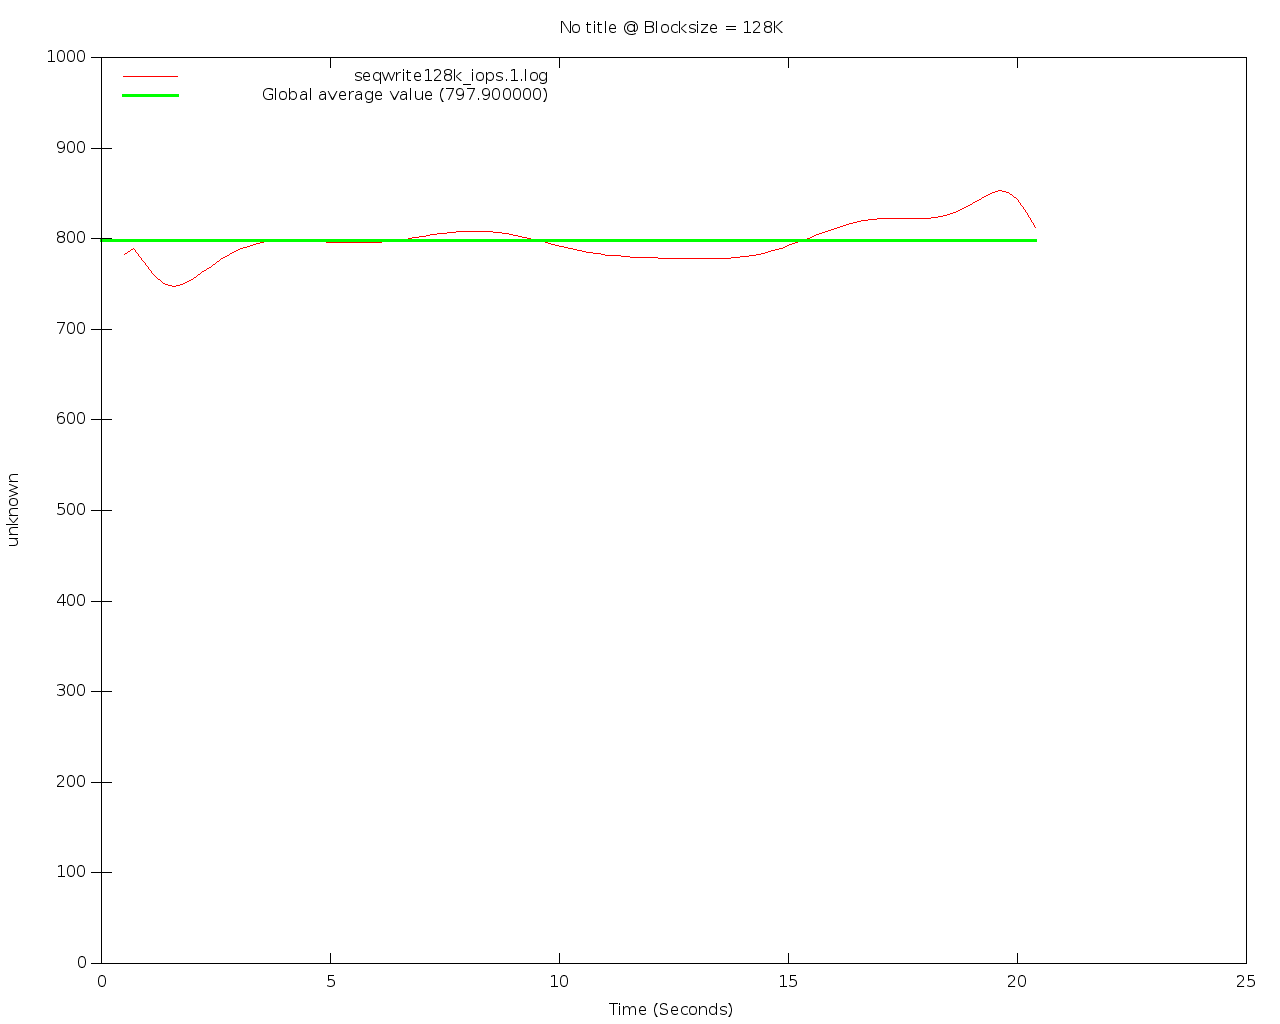 No title @ Blocksize = 128K
seqwrite128k_iops.1.log
Global average value (797.900000)
1000
900
800
700
600
500
400
300
200
100
0
unknown
0 5 10 15 20 25
Time (Seconds)